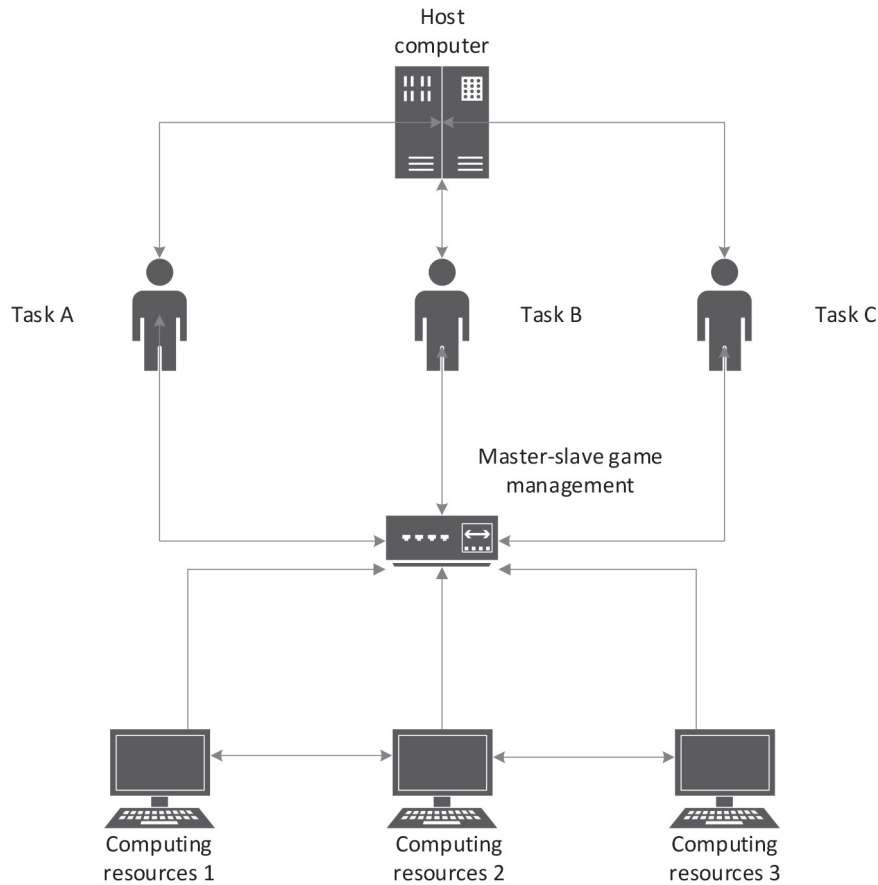 Host
computer
Task A
Task B
Task C
Master-slave game
management
Computing
resources 1
Computing
resources 2
Computing
resources 3